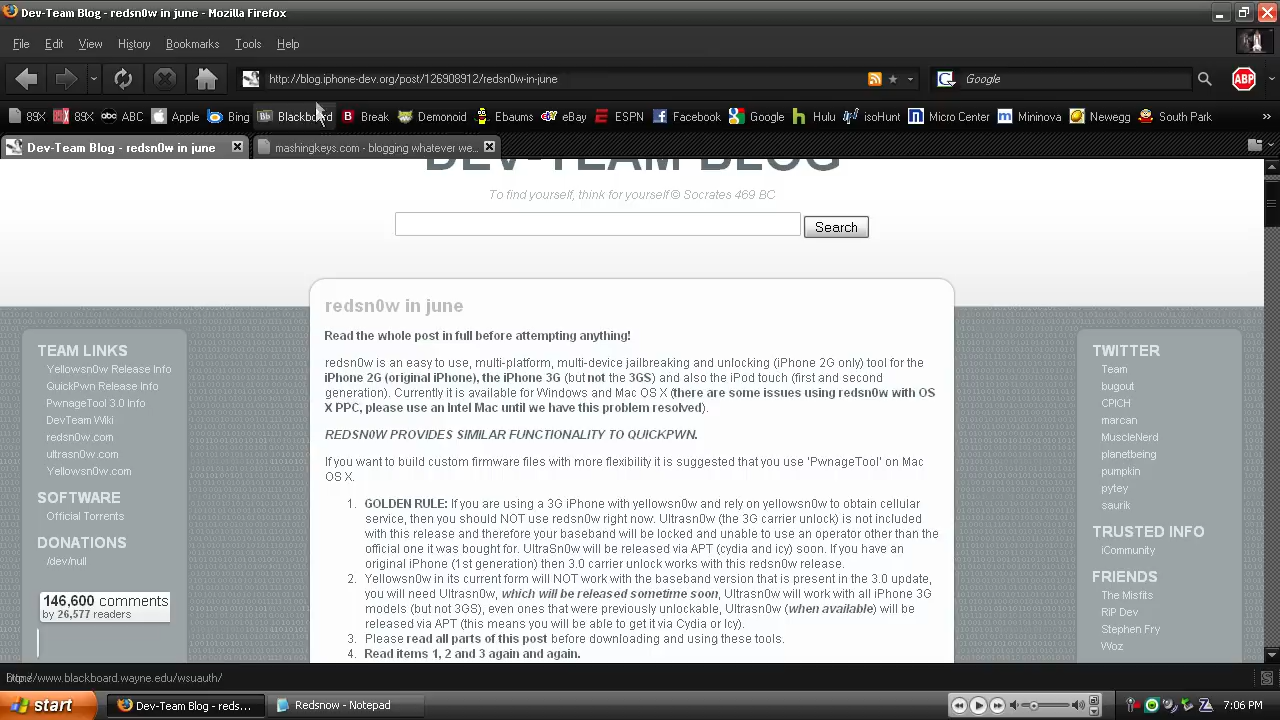 Dev-Team Blog - redsn0w in june - Mozilla Firefox
File Edit View History Bookmarks Tools Help
http://blog.iphone-dev.org/post/126908912/redsn0w-in-june
Google
ABP
89X ABC Apple Bing Demonoid Ebaums eBay ESPN Facebook Google Hulu isoHunt Micro Center Mininova Newegg South Park »
Dev-Team Blog - redsn0w in june
mashingkeys.com - blogging whatever we...
DEV-TEAM BLOG
To find yourself, think for yourself © Socrates 469 BC
Search
redsn0w in june
Read the whole post in full before attempting anything!
redsn0w is an easy to use, multi-platform, multi-device jailbreaking and unlocking (iPhone 2G only) tool for the
iPhone 2G (original iPhone), the iPhone 3G (but not the 3GS) and also the iPod touch (first and second
generation). Currently it is available for Windows and Mac OS X (there are some issues using redsn0w with OS
X PPC, please use an Intel Mac until we have this problem resolved).
REDSN0W PROVIDES SIMILAR FUNCTIONALITY TO QUICKPWN.
If you want to build custom firmware files with more flexibility it is suggested that you use 'PwnageTool' on Mac
OS X.
1. GOLDEN RULE: If you are using a 3G iPhone with yellowsn0w and rely on yellowsn0w to obtain cellular
service, then you should NOT use redsn0w right now. Ultrasn0w (the 3G carrier unlock) is not included
with this release and therefore your baseband will be locked and unable to use an operator other than the
official one it was bought for. UltraSn0w will be released via APT (cydia and icy) soon. If you have an
original iPhone (1st generation) then 3.0 carrier unlock works with this redsn0w release.
2. Yellowsn0w in its current form will NOT work with the baseband version that is present in the 3.0 update,
you will need Ultrasn0w, which will be released sometime soon, Ultrasn0w will work with all iPhone 3G
models (but not 3GS), even ones that were previously unlockable, Ultrasn0w (when available) will be
released via APT (this means you will be able to get it via Cydia or Icy).
3. Please read all parts of this post before downloading and using these tools.
4. Read items 1, 2 and 3 again and again.
TEAM LINKS
Yellowsn0w Release Info
QuickPwn Release Info
PwnageTool 3.0 Info
DevTeam Wiki
redsn0w.com
ultrasn0w.com
Yellowsn0w.com
SOFTWARE
Official Torrents
DONATIONS
/dev/null
146,600 comments
by 26,577 readers
TWITTER
Team
bugout
CPICH
marcan
MuscleNerd
planetbeing
pumpkin
pytey
saurik
TRUSTED INFO
iCommunity
FRIENDS
The Misfits
RiP Dev
Stephen Fry
Woz
start
Dev-Team Blog - reds...
Redsnow - Notepad
7:06 PM